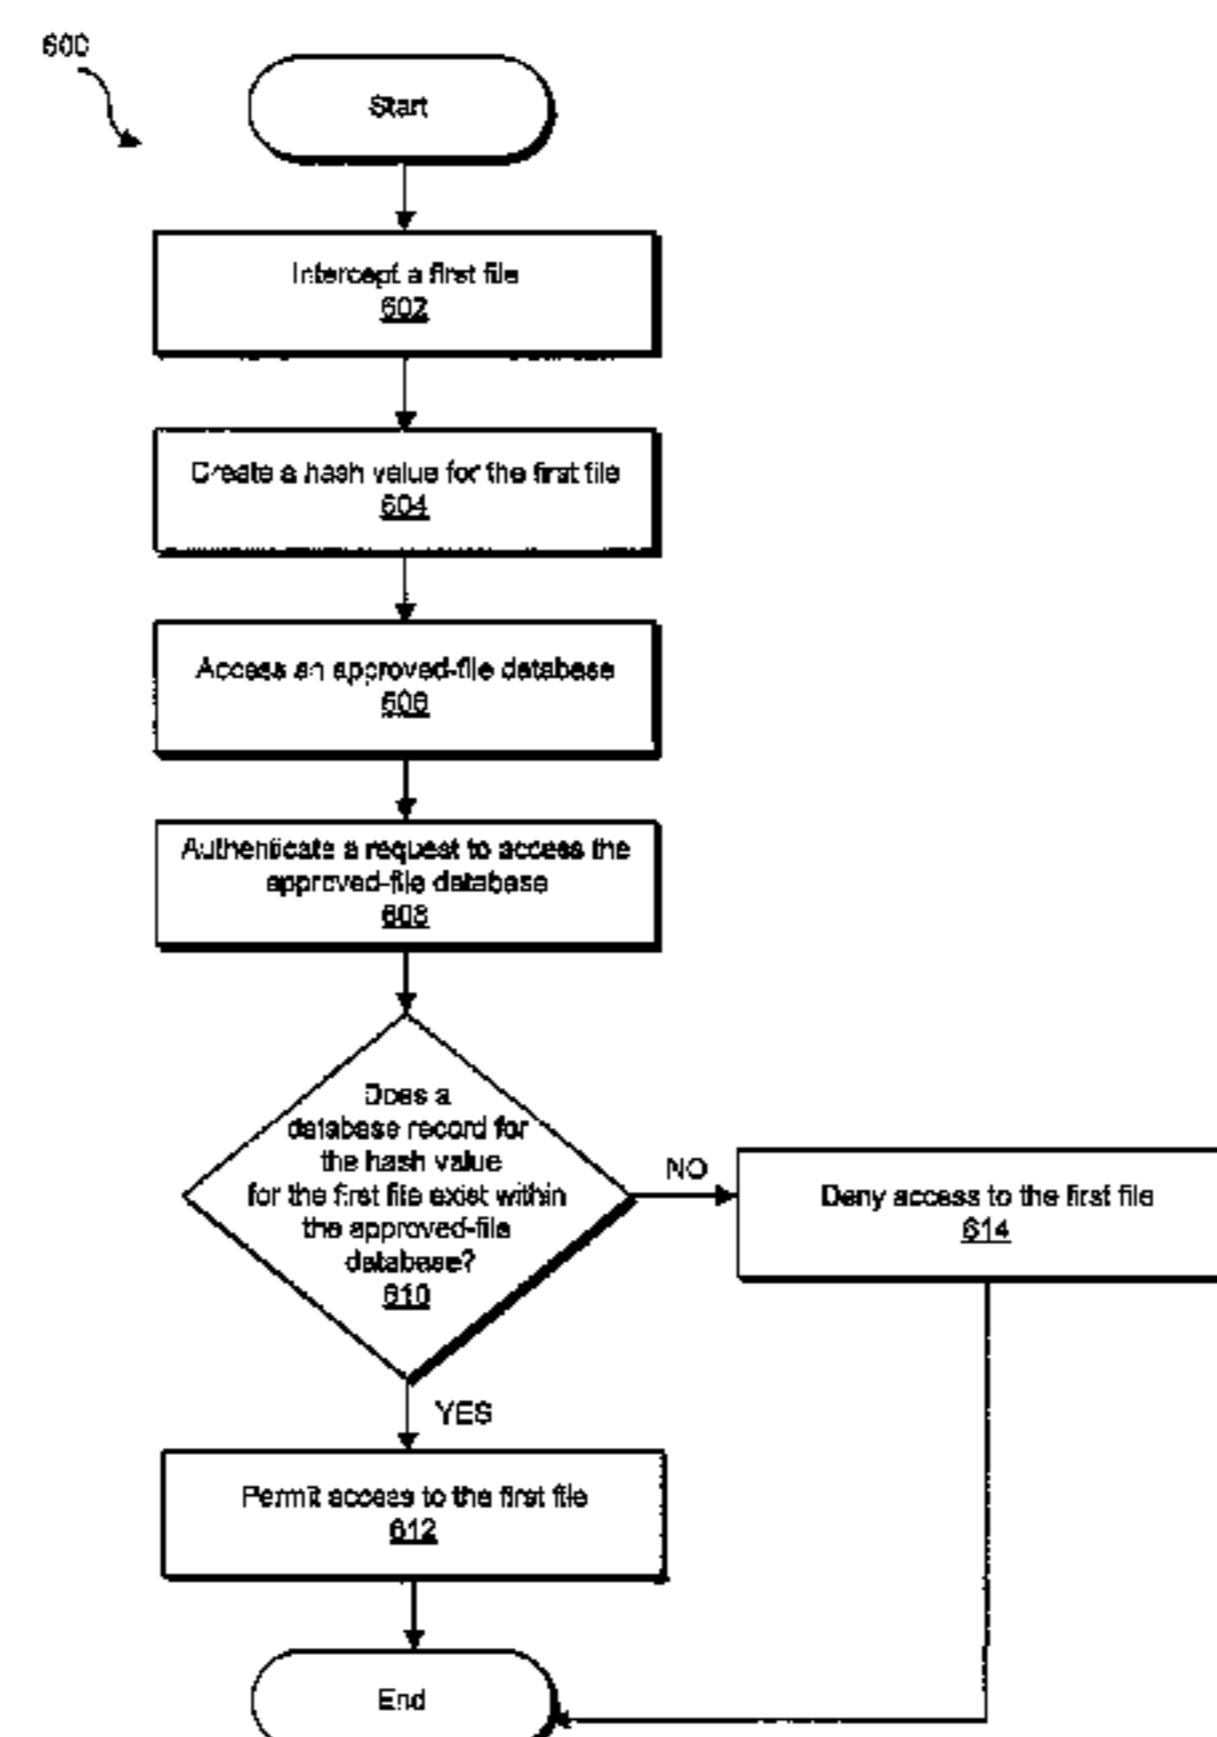 600
Start
Intercept a first file
602
Create a hash value for the first file
604
Access an approved-file database
606
Authenticate a request to access the
approved-file database
608
Does a
database record for
the hash value
for the first file exist within
the approved-file
database?
610
NO
Deny access to the first file
614
YES
Permit access to the first file
612
End